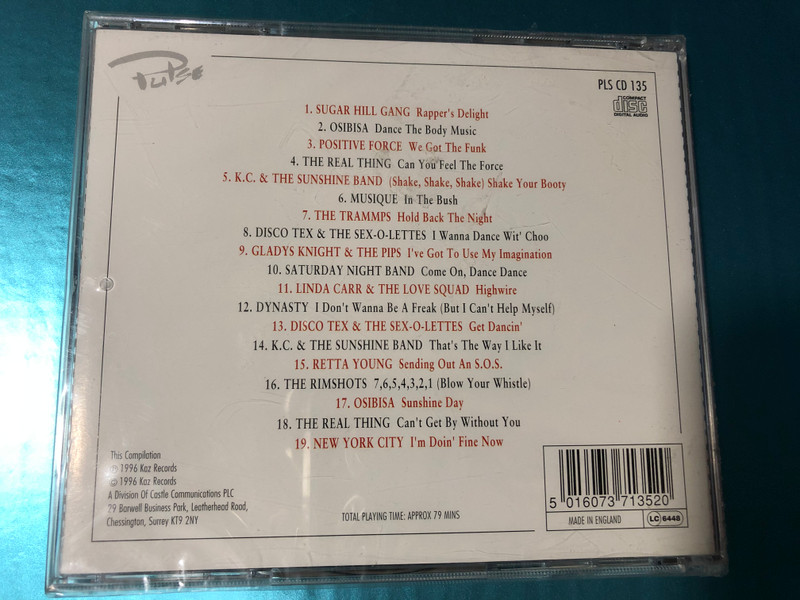 Pulse
PLS CD 135
COMPACT
disc
DIGITAL AUDIO
1. SUGAR HILL GANG Rapper's Delight
2. OSIBISA Dance The Body Music
3. POSITIVE FORCE We Got The Funk
4. THE REAL THING Can You Feel The Force
5. K.C. & THE SUNSHINE BAND (Shake, Shake, Shake) Shake Your Booty
6. MUSIQUE In The Bush
7. THE TRAMMPS Hold Back The Night
8. DISCO TEX & THE SEX-O-LETTES I Wanna Dance Wit' Choo
9. GLADYS KNIGHT & THE PIPS I've Got To Use My Imagination
10. SATURDAY NIGHT BAND Come On, Dance Dance
11. LINDA CARR & THE LOVE SQUAD Highwire
12. DYNASTY I Don't Wanna Be A Freak (But I Can't Help Myself)
13. DISCO TEX & THE SEX-O-LETTES Get Dancin'
14. K.C. & THE SUNSHINE BAND That's The Way I Like It
15. RETTA YOUNG Sending Out An S.O.S.
16. THE RIMSHOTS 7,6,5,4,3,2,1 (Blow Your Whistle)
17. OSIBISA Sunshine Day
18. THE REAL THING Can't Get By Without You
19. NEW YORK CITY I'm Doin' Fine Now
This Compilation
℗ 1996 Kaz Records
© 1996 Kaz Records
A Division Of Castle Communications PLC
29 Barwell Business Park, Leatherhead Road,
Chessington, Surrey KT9 2NY
TOTAL PLAYING TIME: APPROX 79 MINS
5 016073 713520
MADE IN ENGLAND
LC 6448